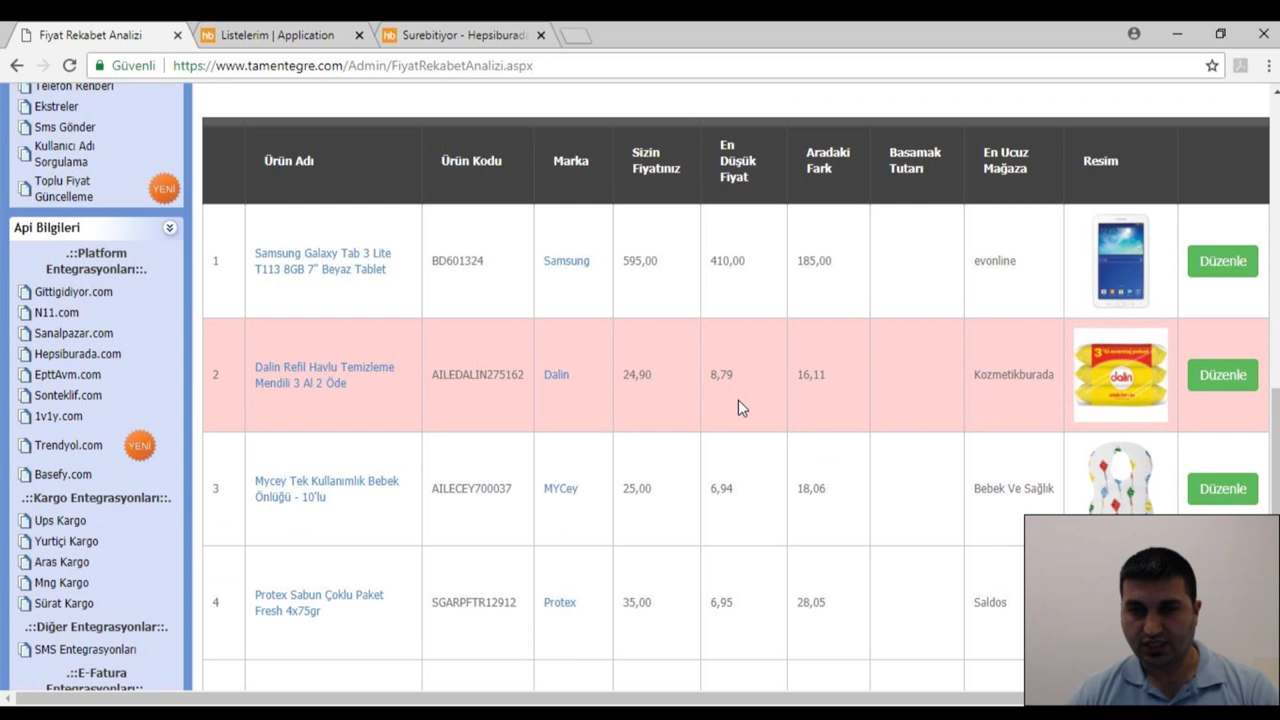 Fiyat Rekabet Analizi
Listelerim | Application
Surebitiyor - Hepsiburad
Güvenli
https://www.tamentegre.com/Admin/FiyatRekabetAnalizi.aspx
Telefon Rehberi
Ekstreler
Sms Gönder
Kullanıcı Adı
Sorgulama
Toplu Fiyat
Güncelleme
YENİ
Api Bilgileri
.::Platform
Entegrasyonları::.
Gittigidiyor.com
N11.com
Sanalpazar.com
Hepsiburada.com
EpttAvm.com
Sonteklif.com
1v1y.com
Trendyol.com
YENİ
Basefy.com
.::Kargo Entegrasyonları::.
Ups Kargo
Yurtiçi Kargo
Aras Kargo
Mng Kargo
Sürat Kargo
.::Diğer Entegrasyonlar::.
SMS Entegrasyonları
.::E-Fatura
Entegrasyonları::.
Ürün Adı
Ürün Kodu
Marka
Sizin
Fiyatınız
En
Düşük
Fiyat
Aradaki
Fark
Basamak
Tutarı
En Ucuz
Mağaza
Resim
1
Samsung Galaxy Tab 3 Lite
T113 8GB 7" Beyaz Tablet
BD601324
Samsung
595,00
410,00
185,00
evonline
Düzenle
2
Dalin Refil Havlu Temizleme
Mendili 3 Al 2 Öde
AILEDALIN275162
Dalin
24,90
8,79
16,11
Kozmetikburada
dalin
Düzenle
3
Mycey Tek Kullanımlık Bebek
Önlüğü - 10'lu
AILECEY700037
MYCey
25,00
6,94
18,06
Bebek Ve Sağlık
Düzenle
4
Protex Sabun Çoklu Paket
Fresh 4x75gr
SGARPFTR12912
Protex
35,00
6,95
28,05
Saldos